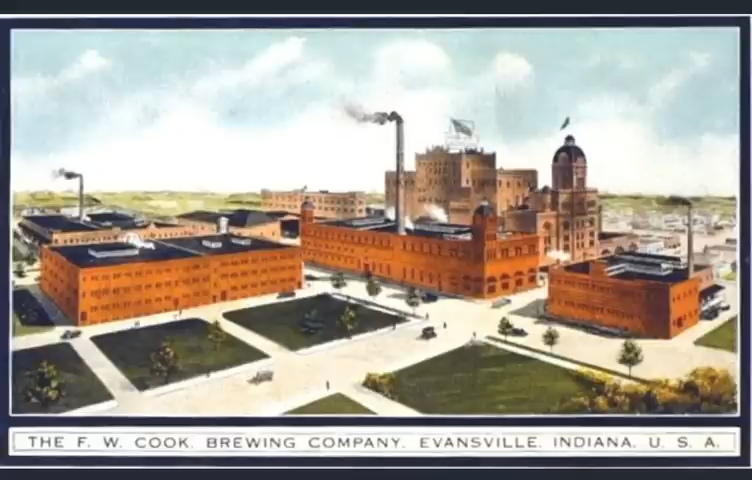 THE F. W. COOK. BREWING COMPANY. EVANSVILLE. INDIANA. U. S. A.